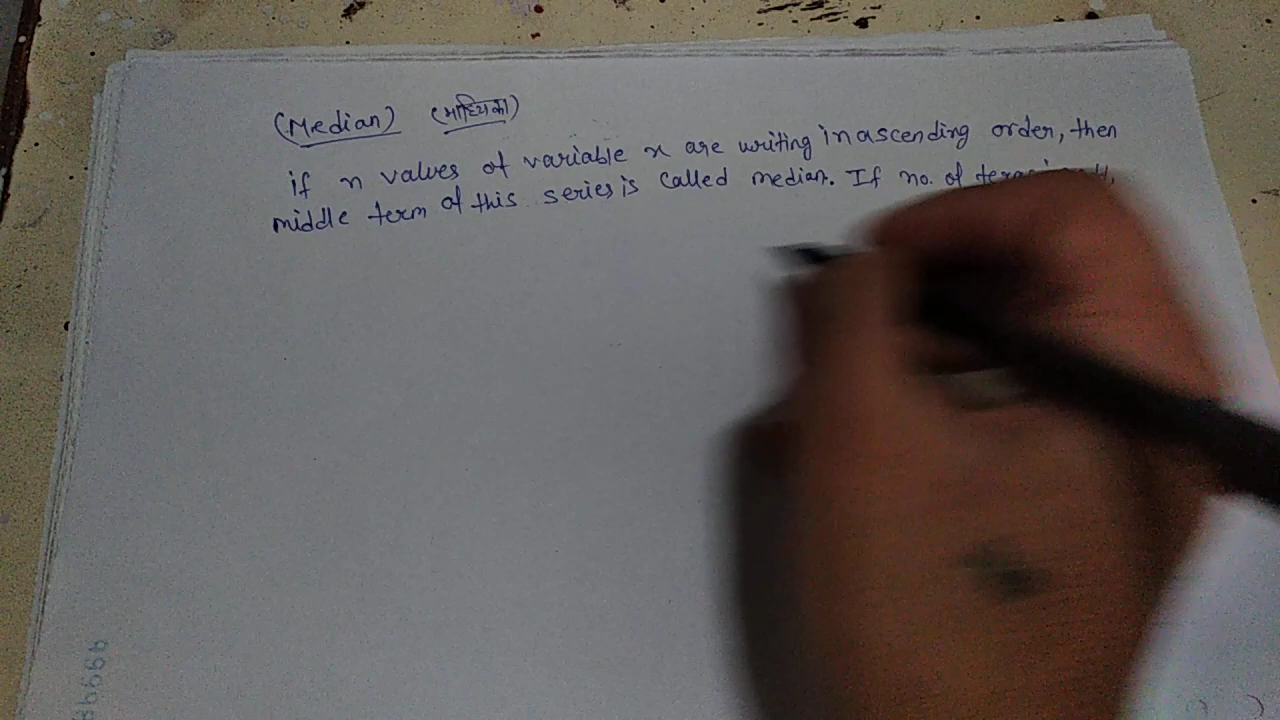 (Median) (माध्यिका)
if n values of variable x are writing in ascending order, then
middle term of this series is called median. If no. of